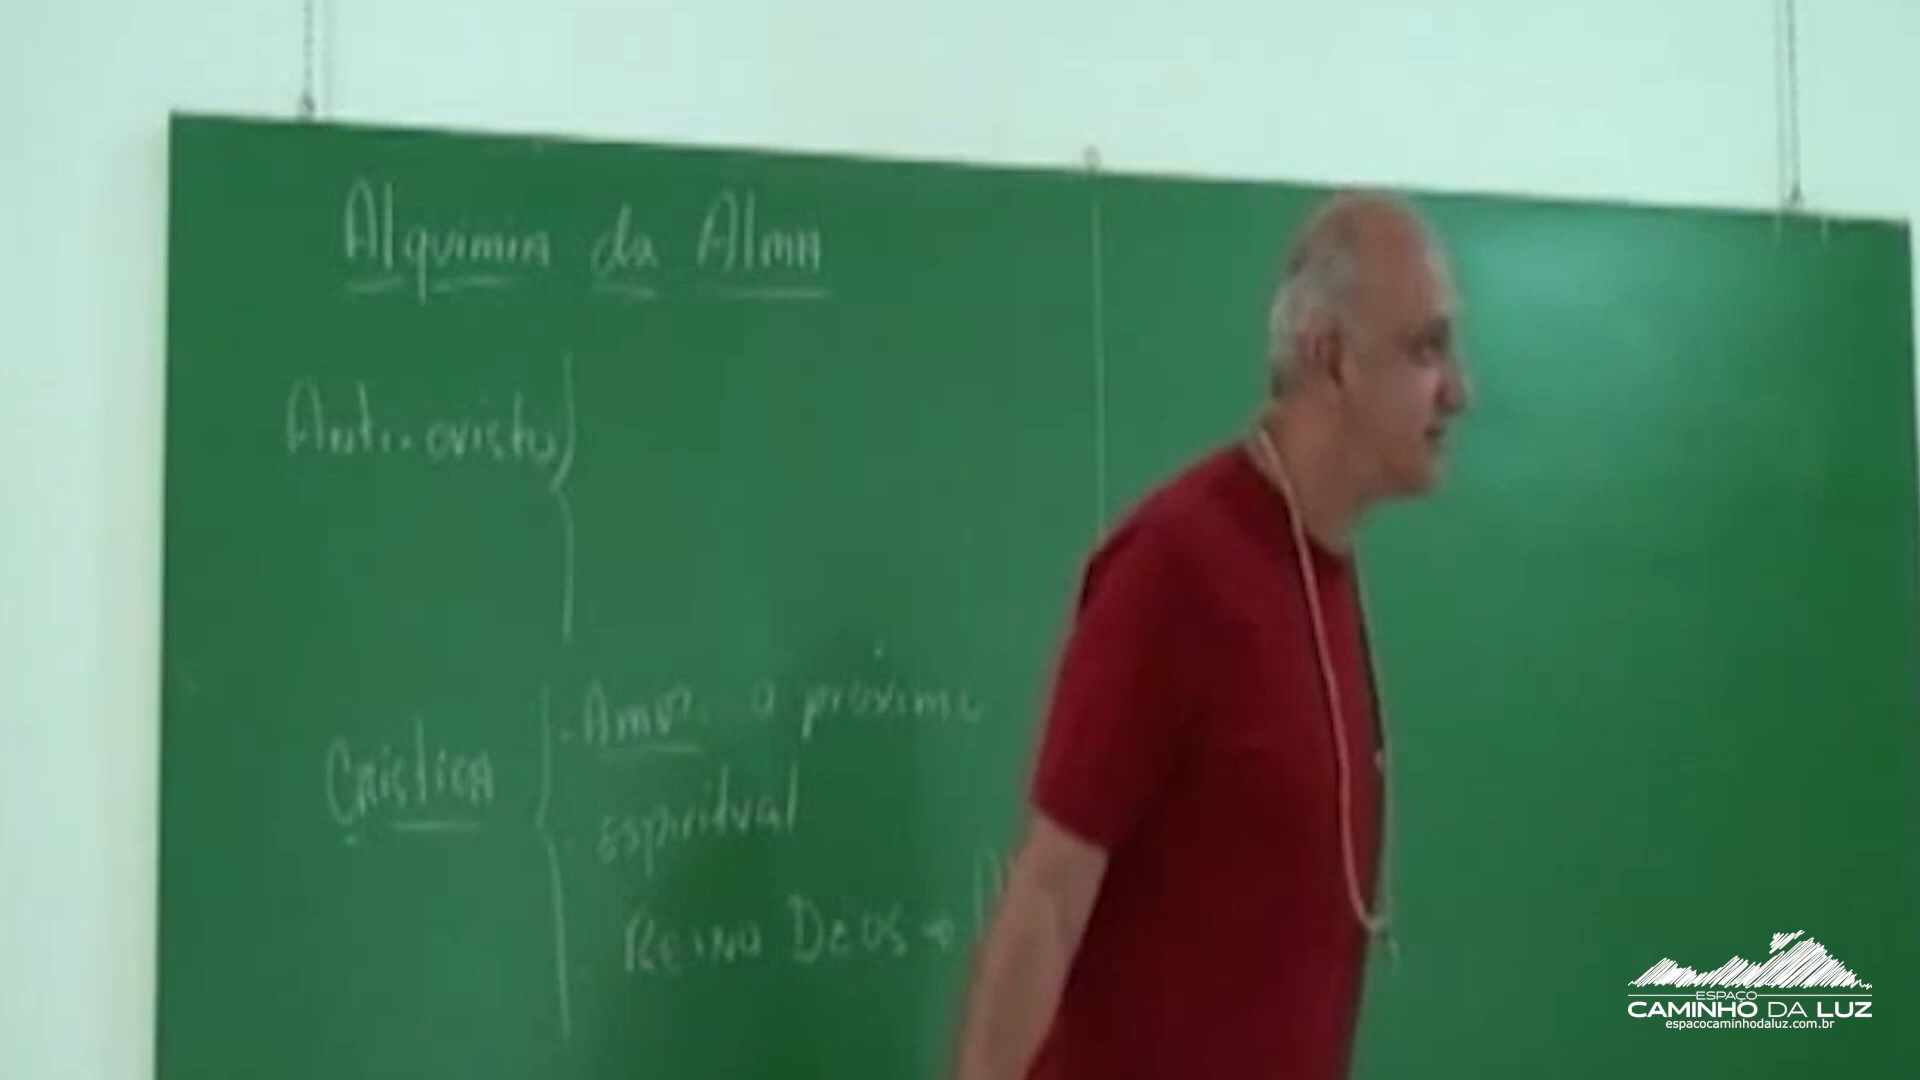 Alquimia da Alma
Anti-cristo
Crística
- Amor o próximo
espiritual
Reino Deus
ESPAÇO
CAMINHO DA LUZ
espacocaminhodaluz.com.br